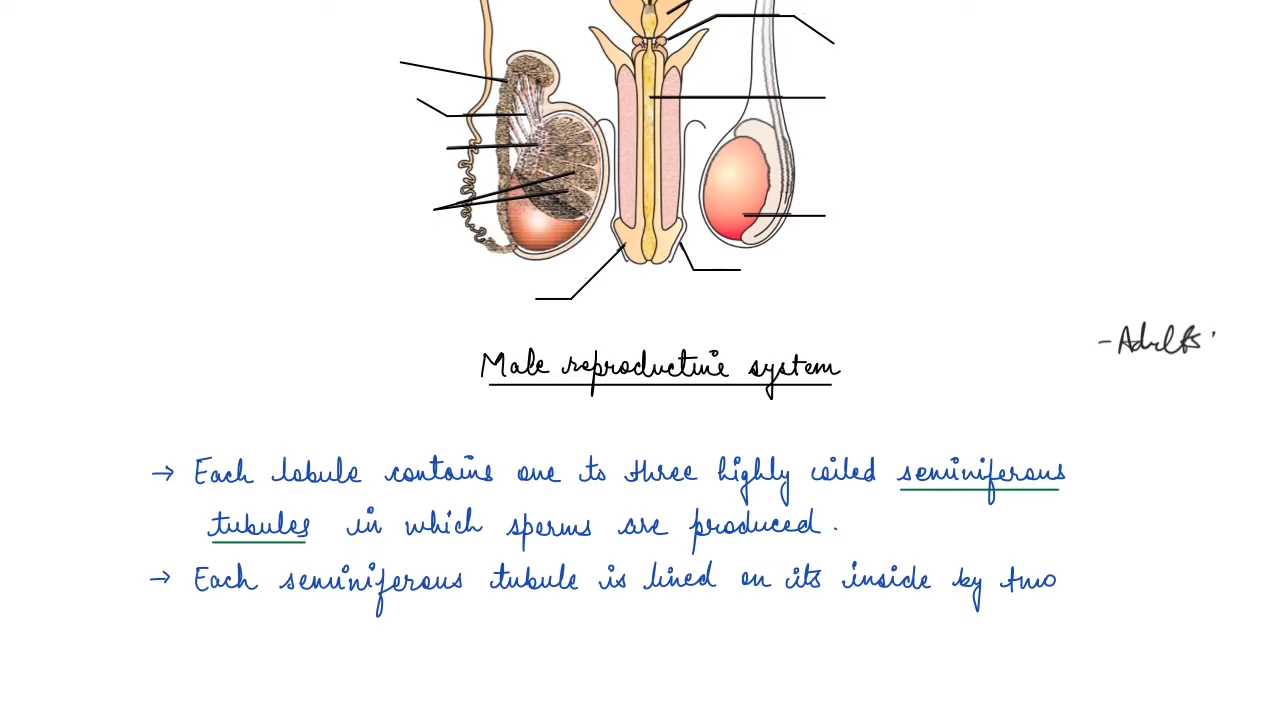 -Adults
Male reproductive system
→ Each lobule contains one to three highly coiled seminiferous
tubules in which sperms are produced.
→ Each seminiferous tubule is lined on its inside by two